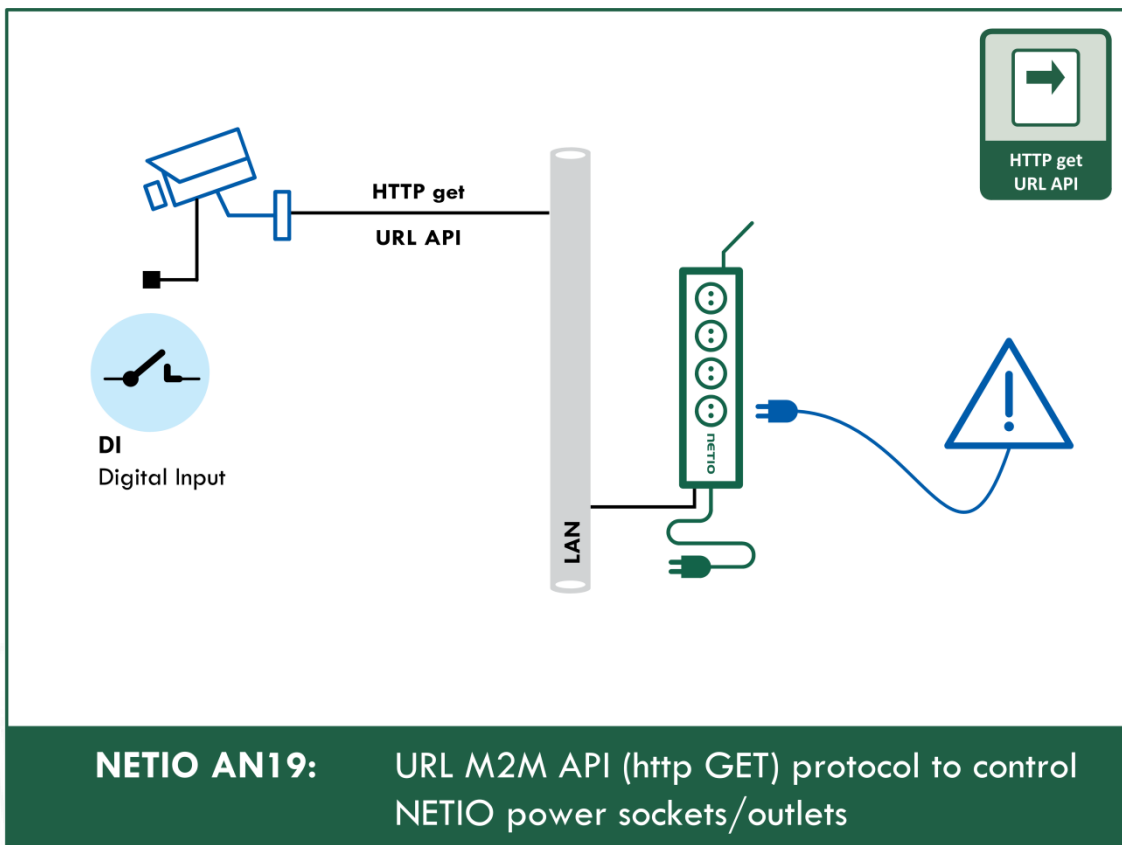 HTTP get
URL API
HTTP get
URL API
DI
Digital Input
NETIO
LAN
NETIO AN19: URL M2M API (http GET) protocol to control
NETIO power sockets/outlets